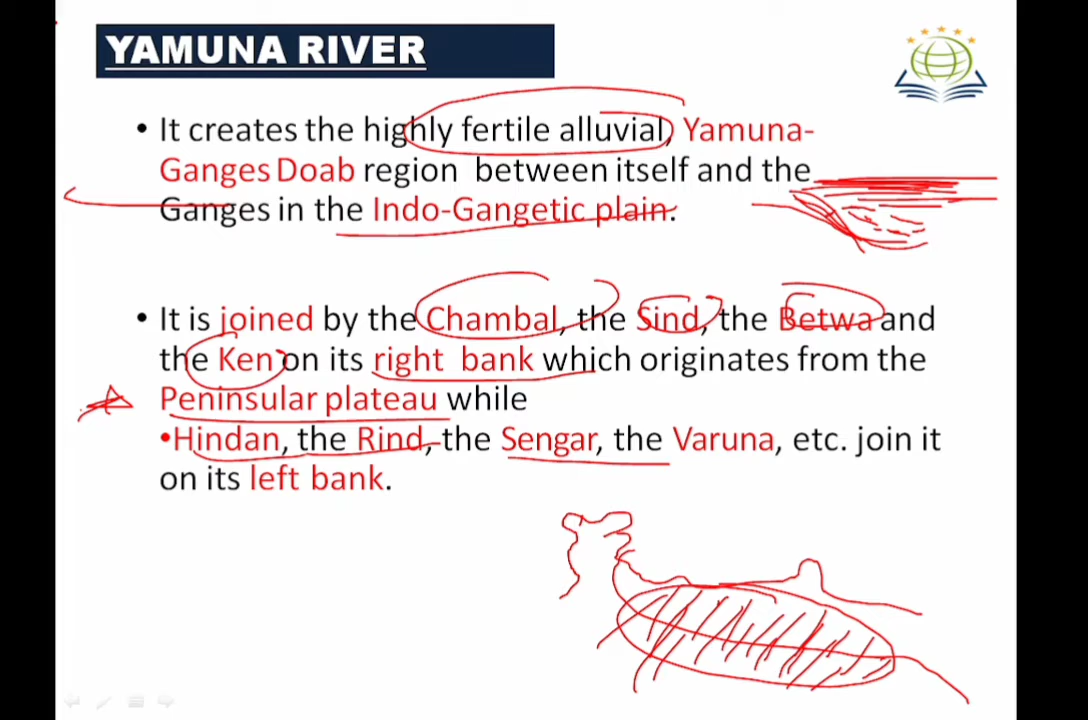 YAMUNA RIVER
• It creates the highly fertile alluvial, Yamuna-
Ganges Doab region between itself and the
Ganges in the Indo-Gangetic plain.
• It is joined by the Chambal, the Sind, the Betwa and
the Ken on its right bank which originates from the
Peninsular plateau while
•Hindan, the Rind, the Sengar, the Varuna, etc. join it
on its left bank.